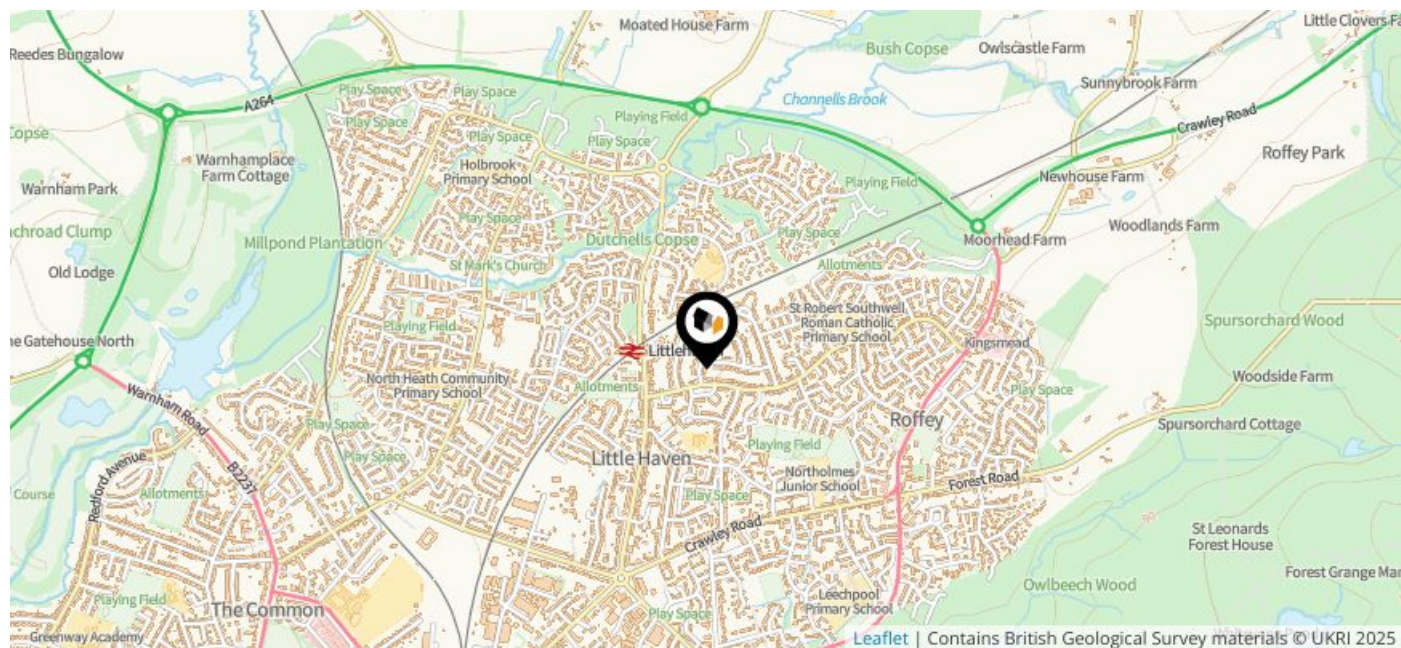 Moated House Farm
Little Clovers Fa
Reedes Bungalow
Bush Copse
Owlscastle Farm
Sunnybrook Farm
Play Space
Play Space
A264
Channells Brook
Play Space
Playing Field
Crawley Road
Copse
Play Space
Play Space
Warnhamplace
Farm Cottage
Holbrook
Primary School
Roffey Park
Warnham Park
Playing Field
Newhouse Farm
Play Space
achroad Clump
Millpond Plantation
Dutchells Copse
Play Space
Moorhead Farm
Woodlands Farm
Old Lodge
St Mark's Church
Allotments
Playing Field
St Robert Southwell
Roman Catholic
Primary School
Spursorchard Wood
he Gatehouse North
Kingsmead
North Heath Community
Primary School
Allotments
Woodside Farm
Play Space
Warnham Road
Play Space
Roffey
Spursorchard Cottage
Play Space
Little Haven
Playing Field
Redford Avenue
B2237
Course
Allotments
Northolmes
Junior School
Forest Road
Play Space
Crawley Road
St Leonards
Forest House
90
90
Forest Grange Man
Owlbeech Wood
Playing Field
The Common
Leechpool
Primary School
Play Space
Greenway Academy
Leaflet | Contains British Geological Survey materials © UKRI 2025